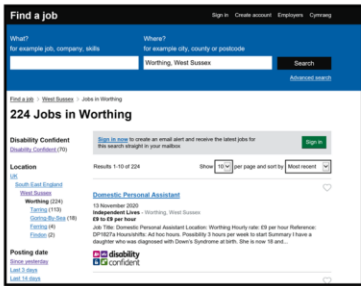 Find a job
Sign in Create account Employers Cymraeg
What?
for example job, company, skills
Where?
for example city, county or postcode
Worthing, West Sussex
Search
Advanced search
Find a job > West Sussex > Jobs in Worthing
224 Jobs in Worthing
Disability Confident
Disability Confident (70)
Location
UK
South East England
West Sussex
Worthing (224)
Tarring (113)
Goring-By-Sea (18)
Ferring (4)
Findon (2)
Posting date
Since yesterday
Last 3 days
Last 14 days
Sign in now to create an email alert and receive the latest jobs for
this search straight in your mailbox
Sign in
Results 1-10 of 224
Show 10 per page and sort by Most recent
Domestic Personal Assistant
13 November 2020
Independent Lives - Worthing, West Sussex
£9 to £9 per hour
Job Title: Domestic Personal Assistant Location: Worthing Hourly rate: £9 per hour Reference:
DP1827a Hours/shifts: Ad hoc hours. Possibility 3 hours per week to start Summary I have a
daughter who was diagnosed with Down's Syndrome at birth. She is now 18 and...
disability
confident